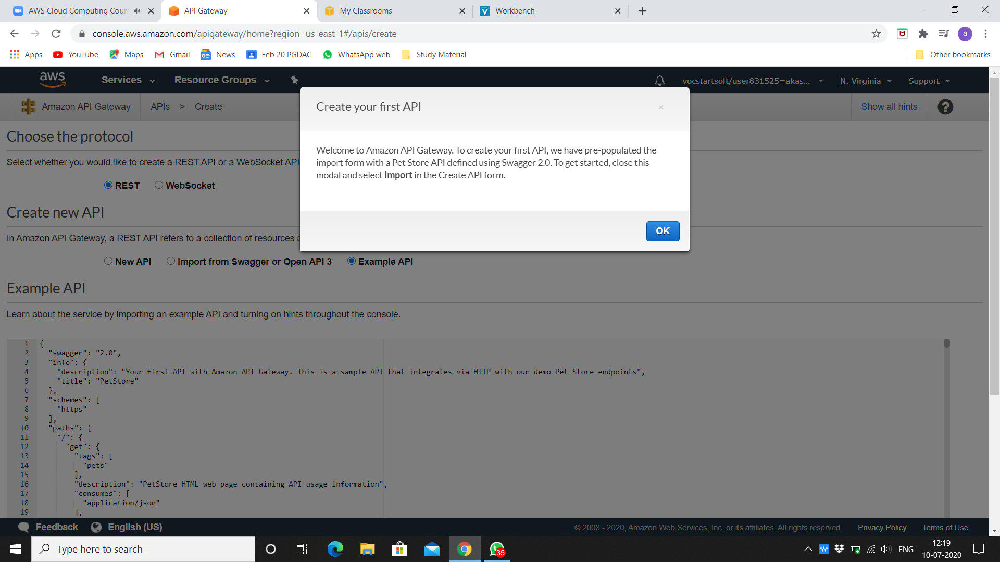 AWS Cloud Computing Cour
API Gateway
My Classrooms
Workbench
console.aws.amazon.com/apigateway/home?region=us-east-1#/apis/create
a
Apps
YouTube
Maps
Gmail
News
Feb 20 PGDAC
WhatsApp web
Study Material
Other bookmarks
aws
Services
Resource Groups
vocstartsoft/user831525=akas...
N. Virginia
Support
Amazon API Gateway
APIs > Create
Show all hints
?
Create your first API
×
Welcome to Amazon API Gateway. To create your first API, we have pre-populated the
import form with a Pet Store API defined using Swagger 2.0. To get started, close this
modal and select Import in the Create API form.
OK
Choose the protocol
Select whether you would like to create a REST API or a WebSocket API
REST
WebSocket
Create new API
In Amazon API Gateway, a REST API refers to a collection of resources a
New API
Import from Swagger or Open API 3
Example API
Example API
Learn about the service by importing an example API and turning on hints throughout the console.
1 {
2 "swagger": "2.0",
3 "info": {
4 "description": "Your first API with Amazon API Gateway. This is a sample API that integrates via HTTP with our demo Pet Store endpoints",
5 "title": "PetStore"
6 },
7 "schemes": [
8 "https"
9 ],
10 "paths": {
11 "/": {
12 "get": {
13 "tags": [
14 "pets"
15 ],
16 "description": "PetStore HTML web page containing API usage information",
17 "consumes": [
18 "application/json"
19 ],
Feedback
English (US)
© 2008 - 2020, Amazon Web Services, Inc. or its affiliates. All rights reserved.
Privacy Policy
Terms of Use
Type here to search
35
ENG
12:19
10-07-2020